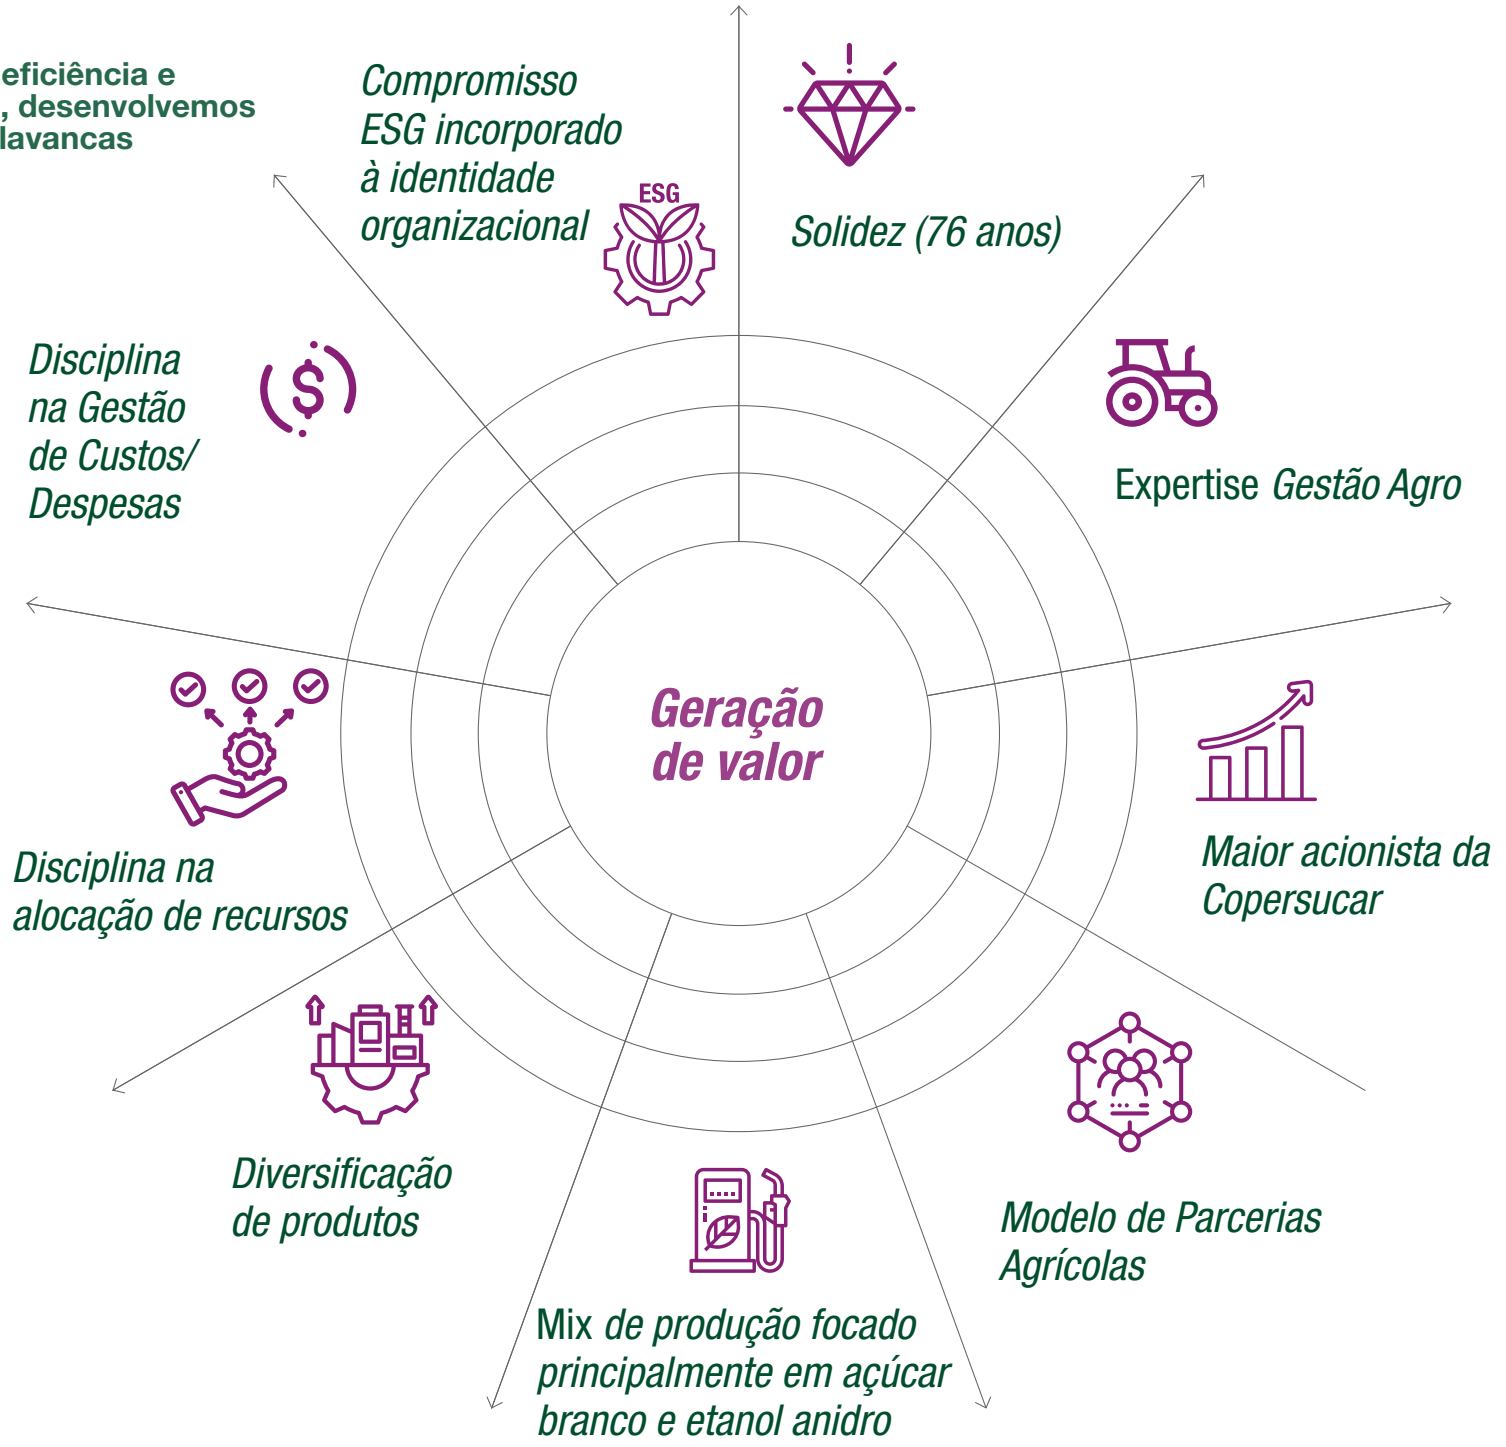 eficiência e
, desenvolvemos
lavancas
Compromisso
ESG incorporado
à identidade
organizacional
ESG
Solidez (76 anos)
Expertise Gestão Agro
Maior acionista da
Copersucar
Modelo de Parcerias
Agrícolas
Mix de produção focado
principalmente em açúcar
branco e etanol anidro
Diversificação
de produtos
Disciplina na
alocação de recursos
Disciplina
na Gestão
de Custos/
Despesas
Geração
de valor